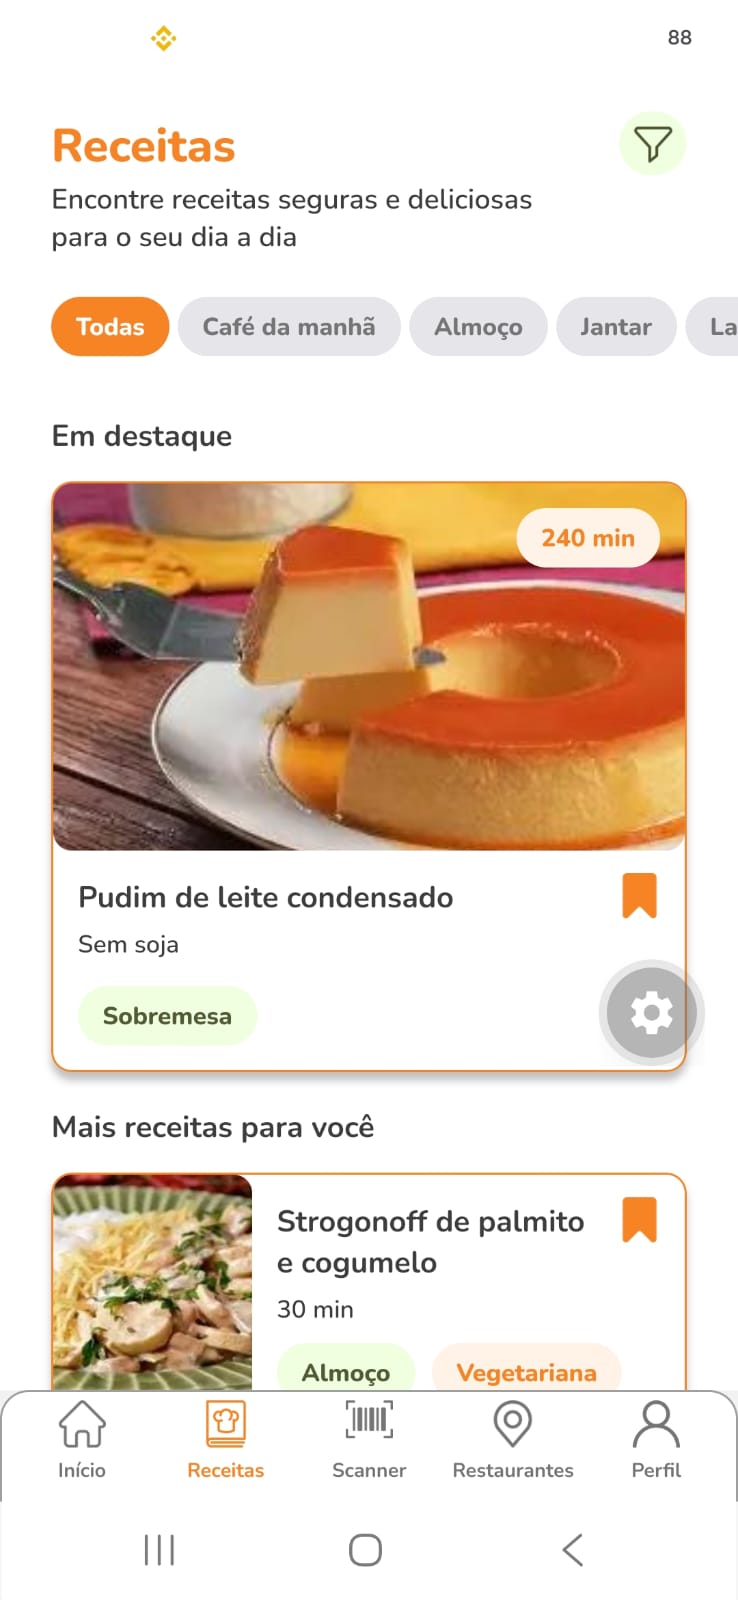 88
Receitas
Encontre receitas seguras e deliciosas
para o seu dia a dia
Todas
Café da manhã
Almoço
Jantar
La
Em destaque
240 min
Pudim de leite condensado
Sem soja
Sobremesa
Mais receitas para você
Strogonoff de palmito
e cogumelo
30 min
Almoço
Vegetariana
Início
Receitas
Scanner
Restaurantes
Perfil